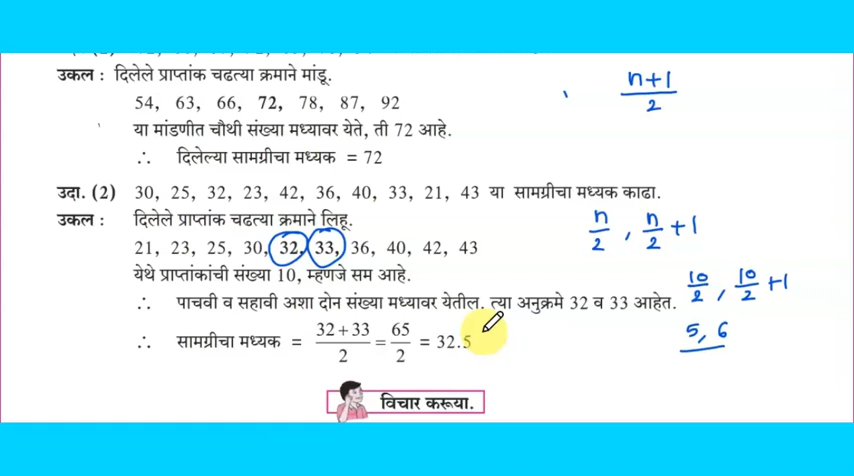 उकल : दिलेले प्राप्तांक चढत्या क्रमाने मांडू.
54, 63, 66, 72, 78, 87, 92
या मांडणीत चौथी संख्या मध्यावर येते, ती 72 आहे.
∴ दिलेल्या सामग्रीचा मध्यक = 72
n+1
2
उदा. (2) 30, 25, 32, 23, 42, 36, 40, 33, 21, 43 या सामग्रीचा मध्यक काढा.
उकल : दिलेले प्राप्तांक चढत्या क्रमाने लिहू.
21, 23, 25, 30, 32, 33, 36, 40, 42, 43
n/2, n/2 + 1
येथे प्राप्तांकांची संख्या 10, म्हणजे सम आहे.
10/2, 10/2 + 1
∴ पाचवी व सहावी अशा दोन संख्या मध्यावर येतील. त्या अनुक्रमे 32 व 33 आहेत.
5, 6
∴ सामग्रीचा मध्यक = 32 + 33 / 2 = 65 / 2 = 32.5
विचार करूया.